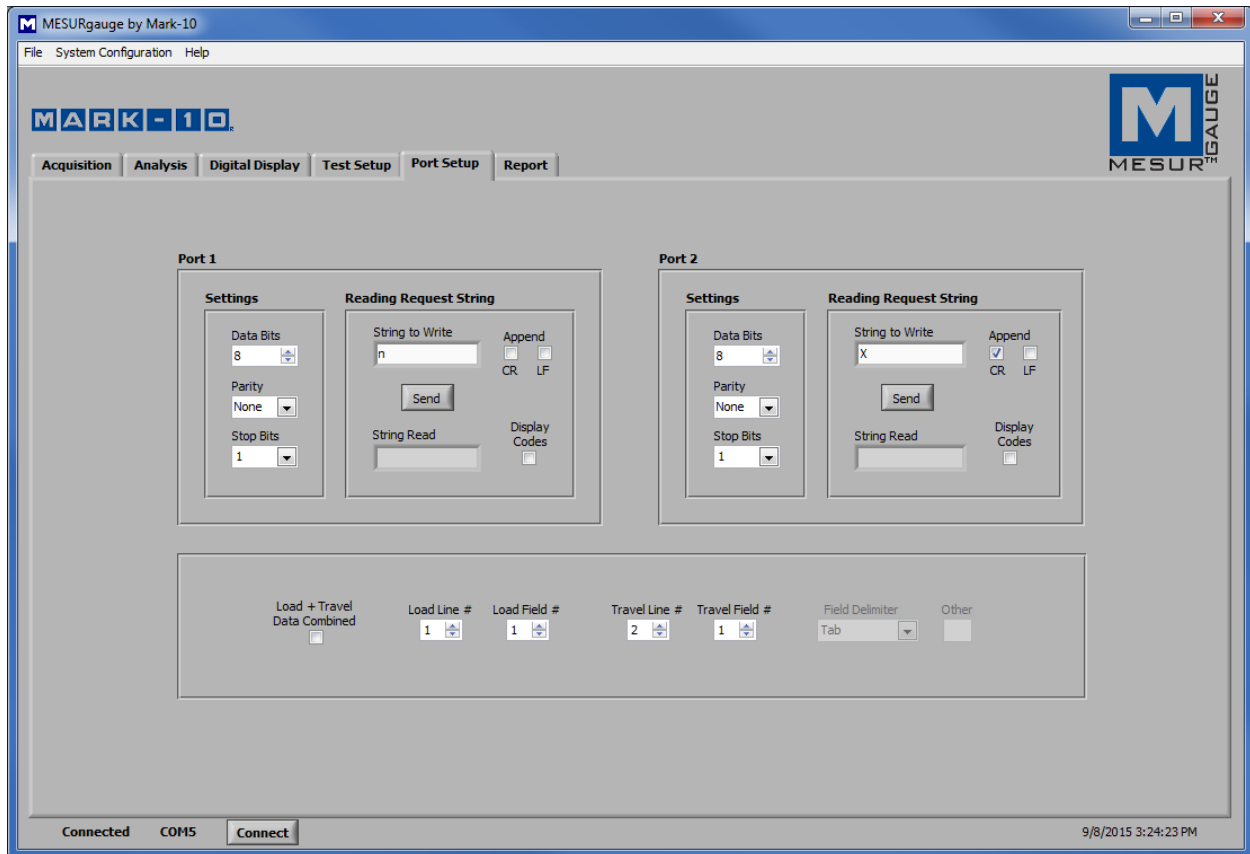 MESURgauge by Mark-10
File System Configuration Help
MARK-10®
M
MESUR™ GAUGE
Acquisition Analysis Digital Display Test Setup Port Setup Report
Port 1
Settings
Data Bits
8
Parity
None
Stop Bits
1
Reading Request String
String to Write
n
Append
CR LF
Send
String Read
Display
Codes
Port 2
Settings
Data Bits
8
Parity
None
Stop Bits
1
Reading Request String
String to Write
X
Append
CR LF
Send
String Read
Display
Codes
Load + Travel
Data Combined
Load Line # Load Field # Travel Line # Travel Field # Field Delimiter Other
1 1 2 1 Tab
Connected COM5 Connect 9/8/2015 3:24:23 PM